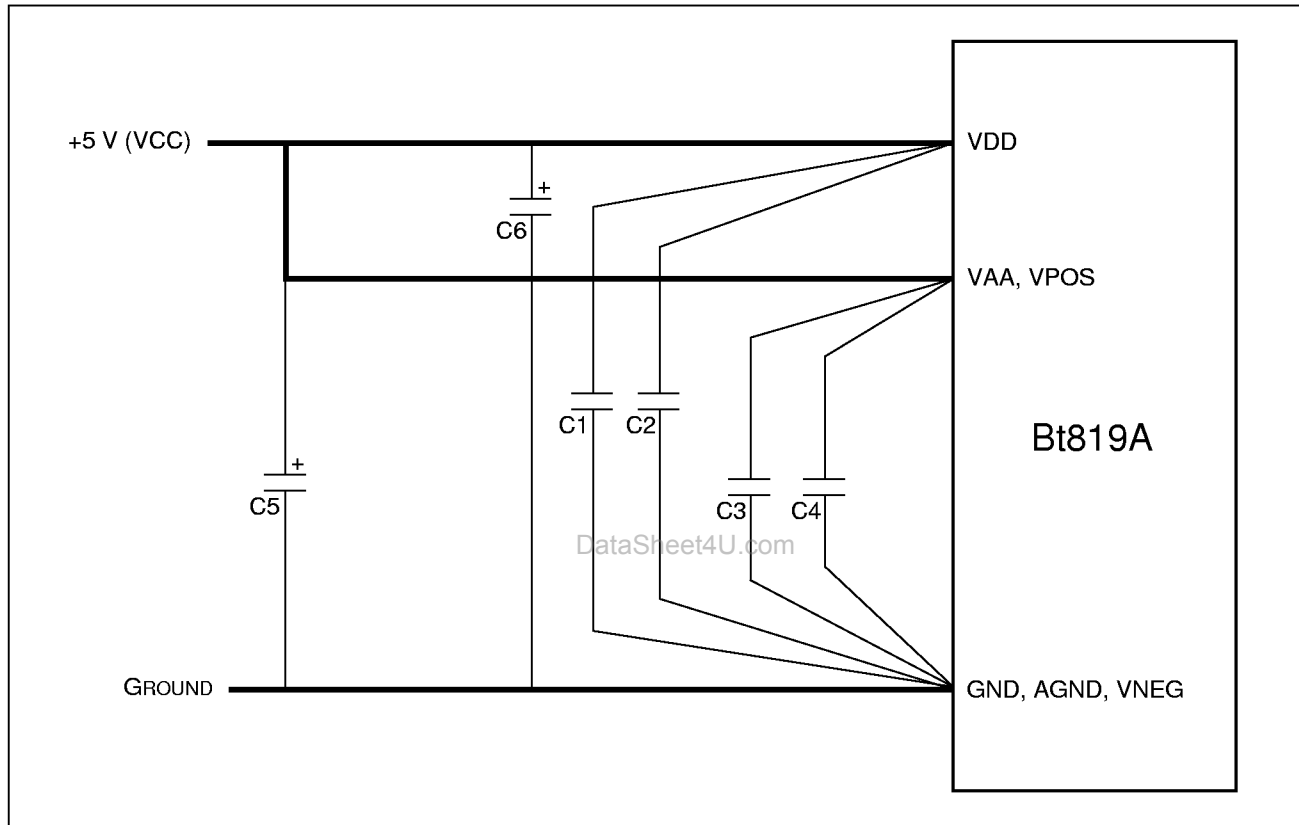 +5 V (VCC)
VDD
+
C6
VAA, VPOS
C1
C2
Bt819A
+
C5
C3
C4
DataSheet4U.com
GROUND
GND, AGND, VNEG